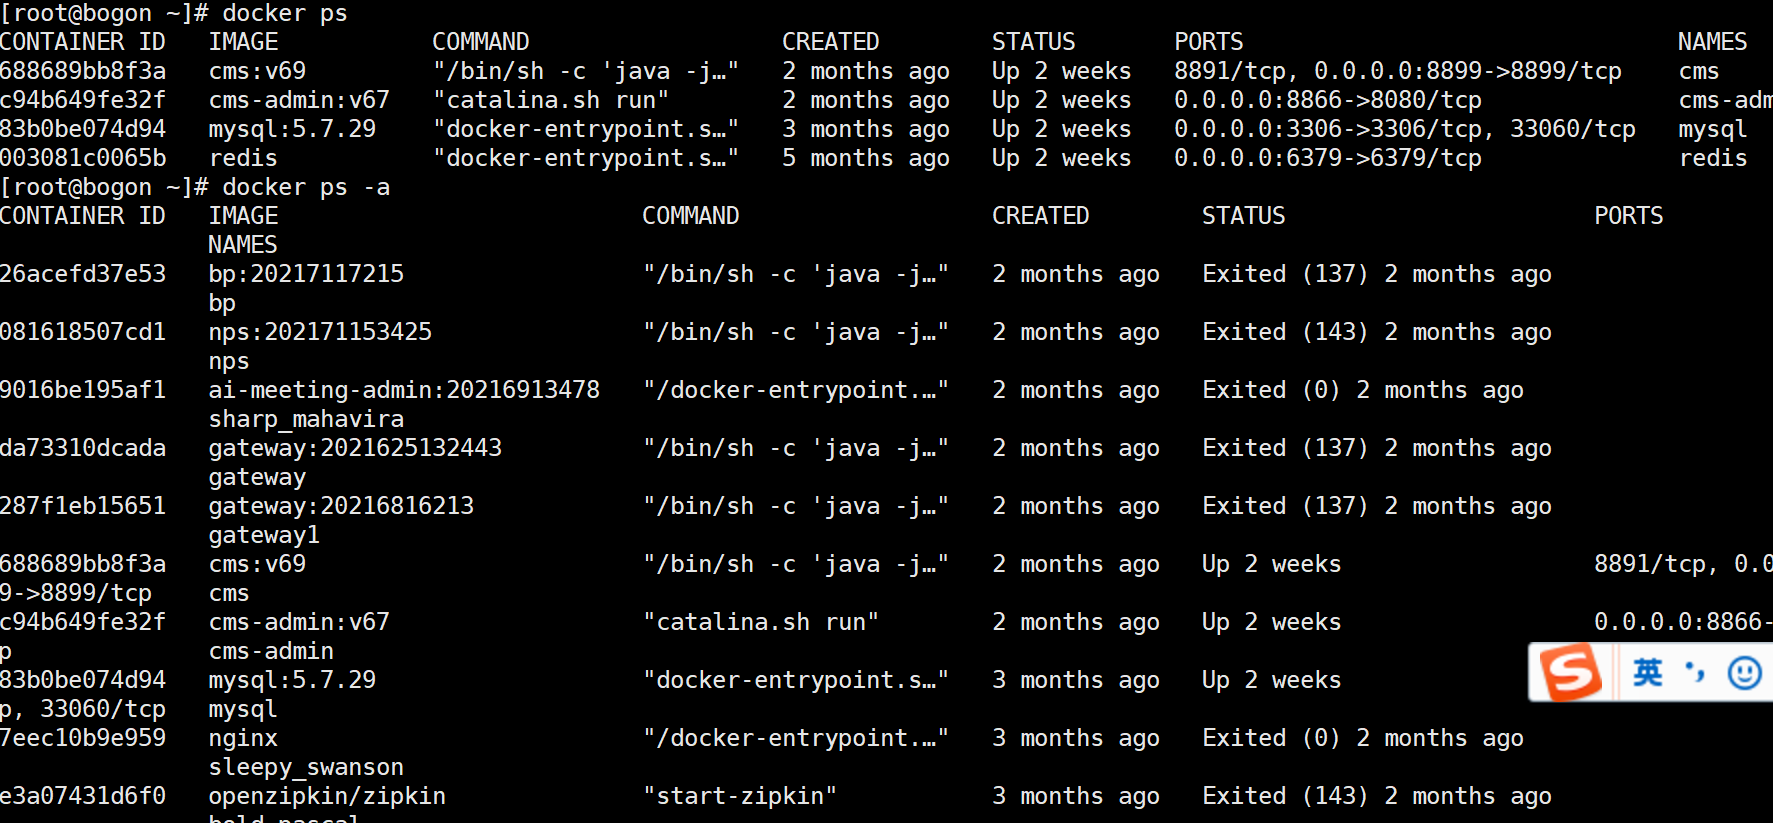 [root@bogon ~]# docker ps
CONTAINER ID   IMAGE           COMMAND                  CREATED        STATUS       PORTS                               NAMES
688689bb8f3a   cms:v69         "/bin/sh -c 'java -j…"   2 months ago   Up 2 weeks   8891/tcp, 0.0.0.0:8899->8899/tcp    cms
c94b649fe32f   cms-admin:v67   "catalina.sh run"        2 months ago   Up 2 weeks   0.0.0.0:8866->8080/tcp              cms-adm
83b0be074d94   mysql:5.7.29    "docker-entrypoint.s…"   3 months ago   Up 2 weeks   0.0.0.0:3306->3306/tcp, 33060/tcp   mysql
003081c0065b   redis           "docker-entrypoint.s…"   5 months ago   Up 2 weeks   0.0.0.0:6379->6379/tcp              redis
[root@bogon ~]# docker ps -a
CONTAINER ID   IMAGE                          COMMAND                  CREATED        STATUS                      PORTS
               NAMES
26acefd37e53   bp:20217117215                 "/bin/sh -c 'java -j…"   2 months ago   Exited (137) 2 months ago
               bp
081618507cd1   nps:202171153425               "/bin/sh -c 'java -j…"   2 months ago   Exited (143) 2 months ago
               nps
9016be195af1   ai-meeting-admin:20216913478   "/docker-entrypoint.…"   2 months ago   Exited (0) 2 months ago
               sharp_mahavira
da73310dcada   gateway:2021625132443          "/bin/sh -c 'java -j…"   2 months ago   Exited (137) 2 months ago
               gateway
287f1eb15651   gateway:20216816213            "/bin/sh -c 'java -j…"   2 months ago   Exited (137) 2 months ago
               gateway1
688689bb8f3a   cms:v69                        "/bin/sh -c 'java -j…"   2 months ago   Up 2 weeks                  8891/tcp, 0.0
9->8899/tcp    cms
c94b649fe32f   cms-admin:v67                  "catalina.sh run"        2 months ago   Up 2 weeks                  0.0.0.0:8866-
p              cms-admin
83b0be074d94   mysql:5.7.29                   "docker-entrypoint.s…"   3 months ago   Up 2 weeks
英
p, 33060/tcp   mysql
7eec10b9e959   nginx                          "/docker-entrypoint.…"   3 months ago   Exited (0) 2 months ago
               sleepy_swanson
e3a07431d6f0   openzipkin/zipkin              "start-zipkin"           3 months ago   Exited (143) 2 months ago